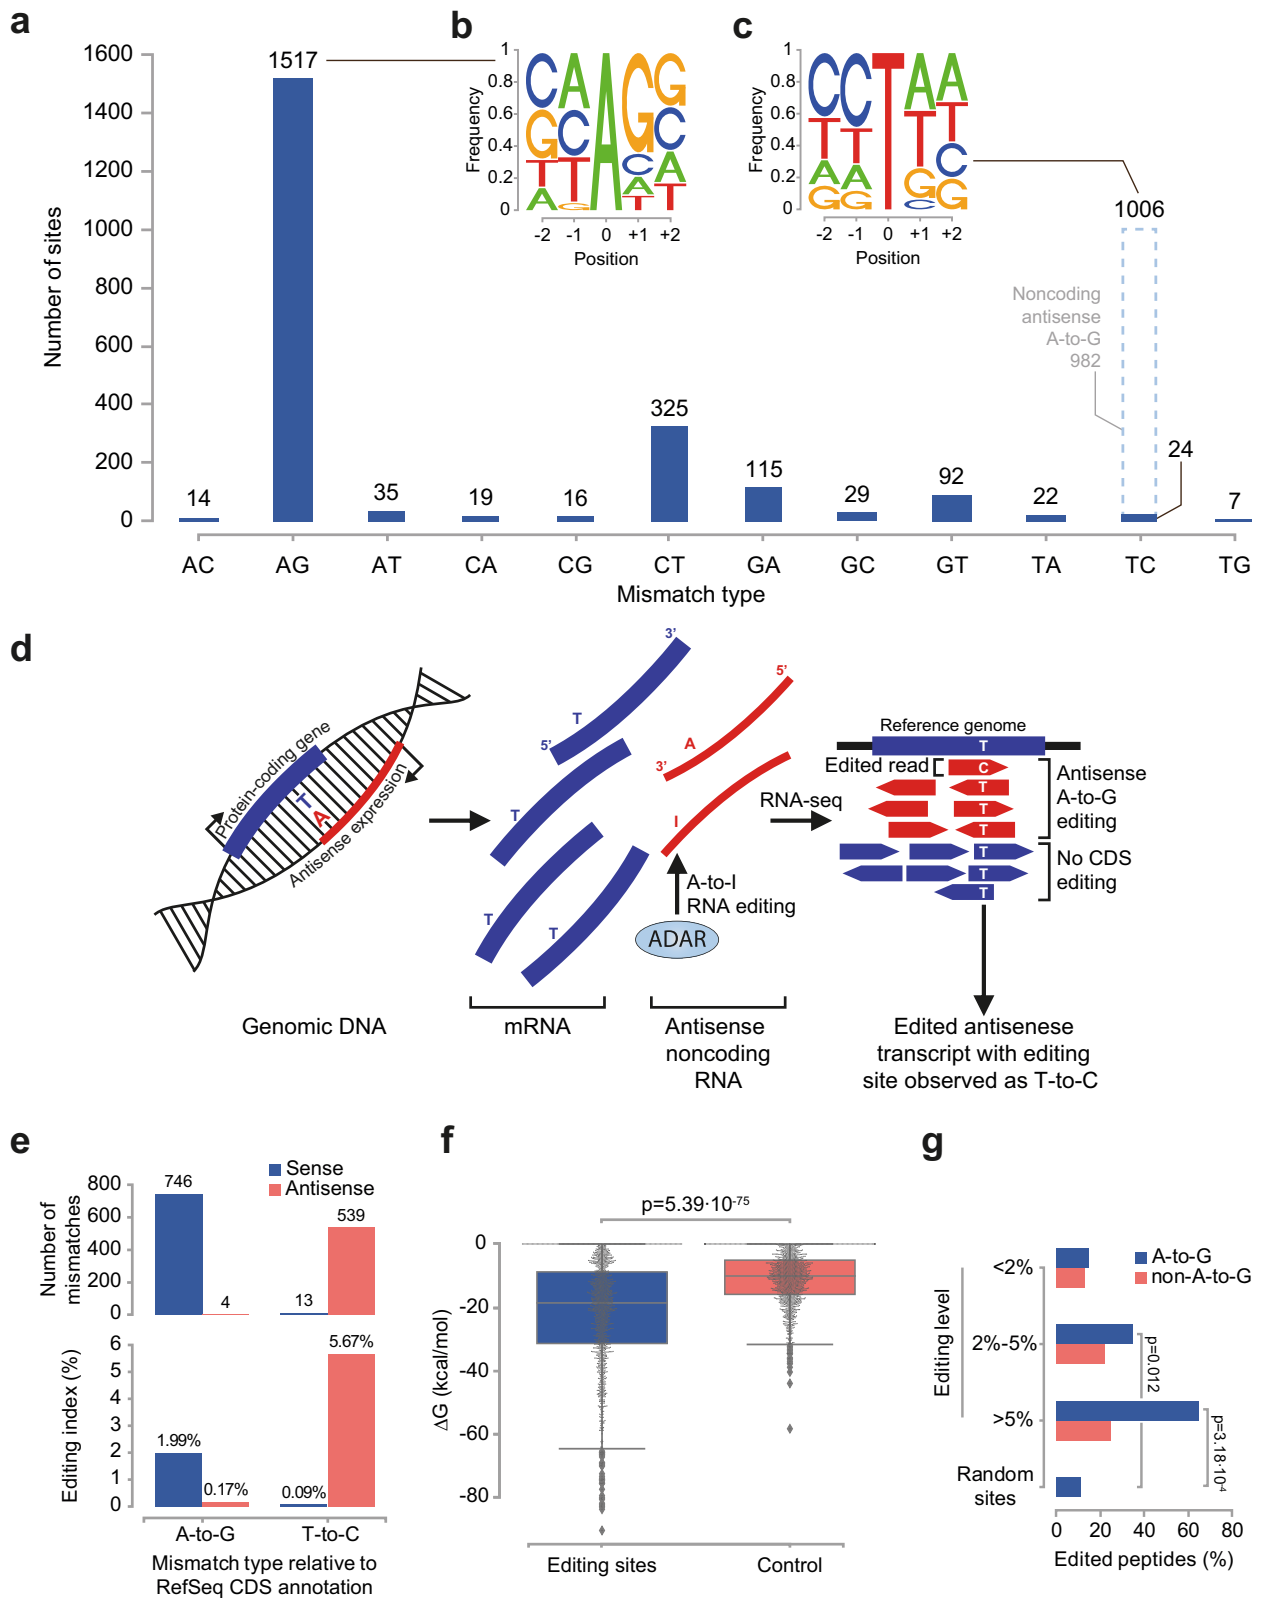 a
1600
1400
1200
1000
800
600
400
200
0
Number of sites
1517
14
35
19
16
325
115
29
92
22
24
7
1006
Noncoding
antisense
A-to-G
982
AC AG AT CA CG CT GA GC GT TA TC TG
Mismatch type
b
1
0.8
0.6
0.4
0.2
0
Frequency
C A A G G
G C C C
T T A A
A G T T
-2 -1 0 +1 +2
Position
c
1
0.8
0.6
0.4
0.2
0
Frequency
C C T A A
T T T T
A A G C
G G C G
-2 -1 0 +1 +2
Position
d
Protein-coding gene
T
A
Antisense expression
Genomic DNA
3'
T
5'
T
T
T
mRNA
5'
A
3'
I
A-to-I
RNA editing
ADAR
Antisense
noncoding
RNA
RNA-seq
Reference genome
T
Edited read
C
T
T
T
Antisense
A-to-G
editing
T
T
T
No CDS
editing
Edited antisenese
transcript with editing
site observed as T-to-C
e
Sense
Antisense
800
600
400
200
0
Number of
mismatches
746
4
13
539
6
5
4
3
2
1
0
Editing index (%)
1.99%
0.17%
0.09%
5.67%
A-to-G T-to-C
Mismatch type relative to
RefSeq CDS annotation
f
p=5.39·10-75
0
-20
-40
-60
-80
ΔG (kcal/mol)
Editing sites Control
g
A-to-G
non-A-to-G
Editing level
<2%
2%-5%
>5%
Random
sites
p=0.012
p=3.18·10-4
0 20 40 60 80
Edited peptides (%)